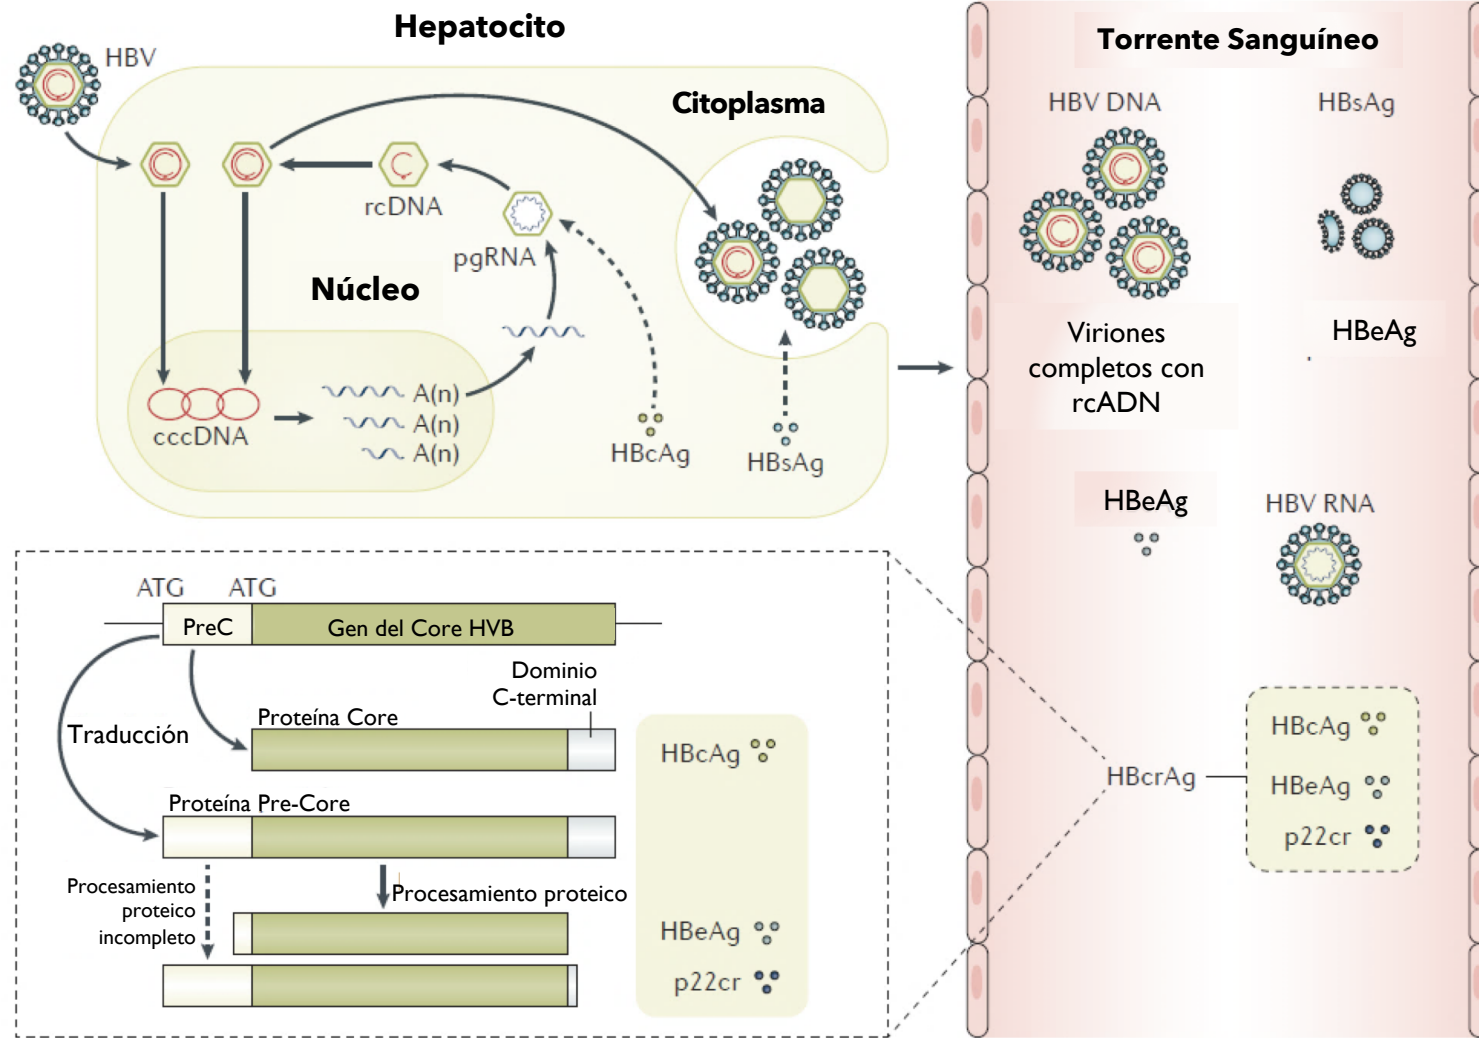 Hepatocito
HBV
Citoplasma
rcDNA
pgRNA
Núcleo
A(n)
A(n)
A(n)
cccDNA
HBcAg
HBsAg
Torrente Sanguíneo
HBV DNA
HBsAg
Viriones
completos con
rcADN
HBeAg
HBeAg
HBV RNA
HBcrAg
HBcAg
HBeAg
p22cr
ATG ATG
PreC
Gen del Core HVB
Dominio
C-terminal
Traducción
Proteína Core
HBcAg
Proteína Pre-Core
Procesamiento
proteico
incompleto
Procesamiento proteico
HBeAg
p22cr